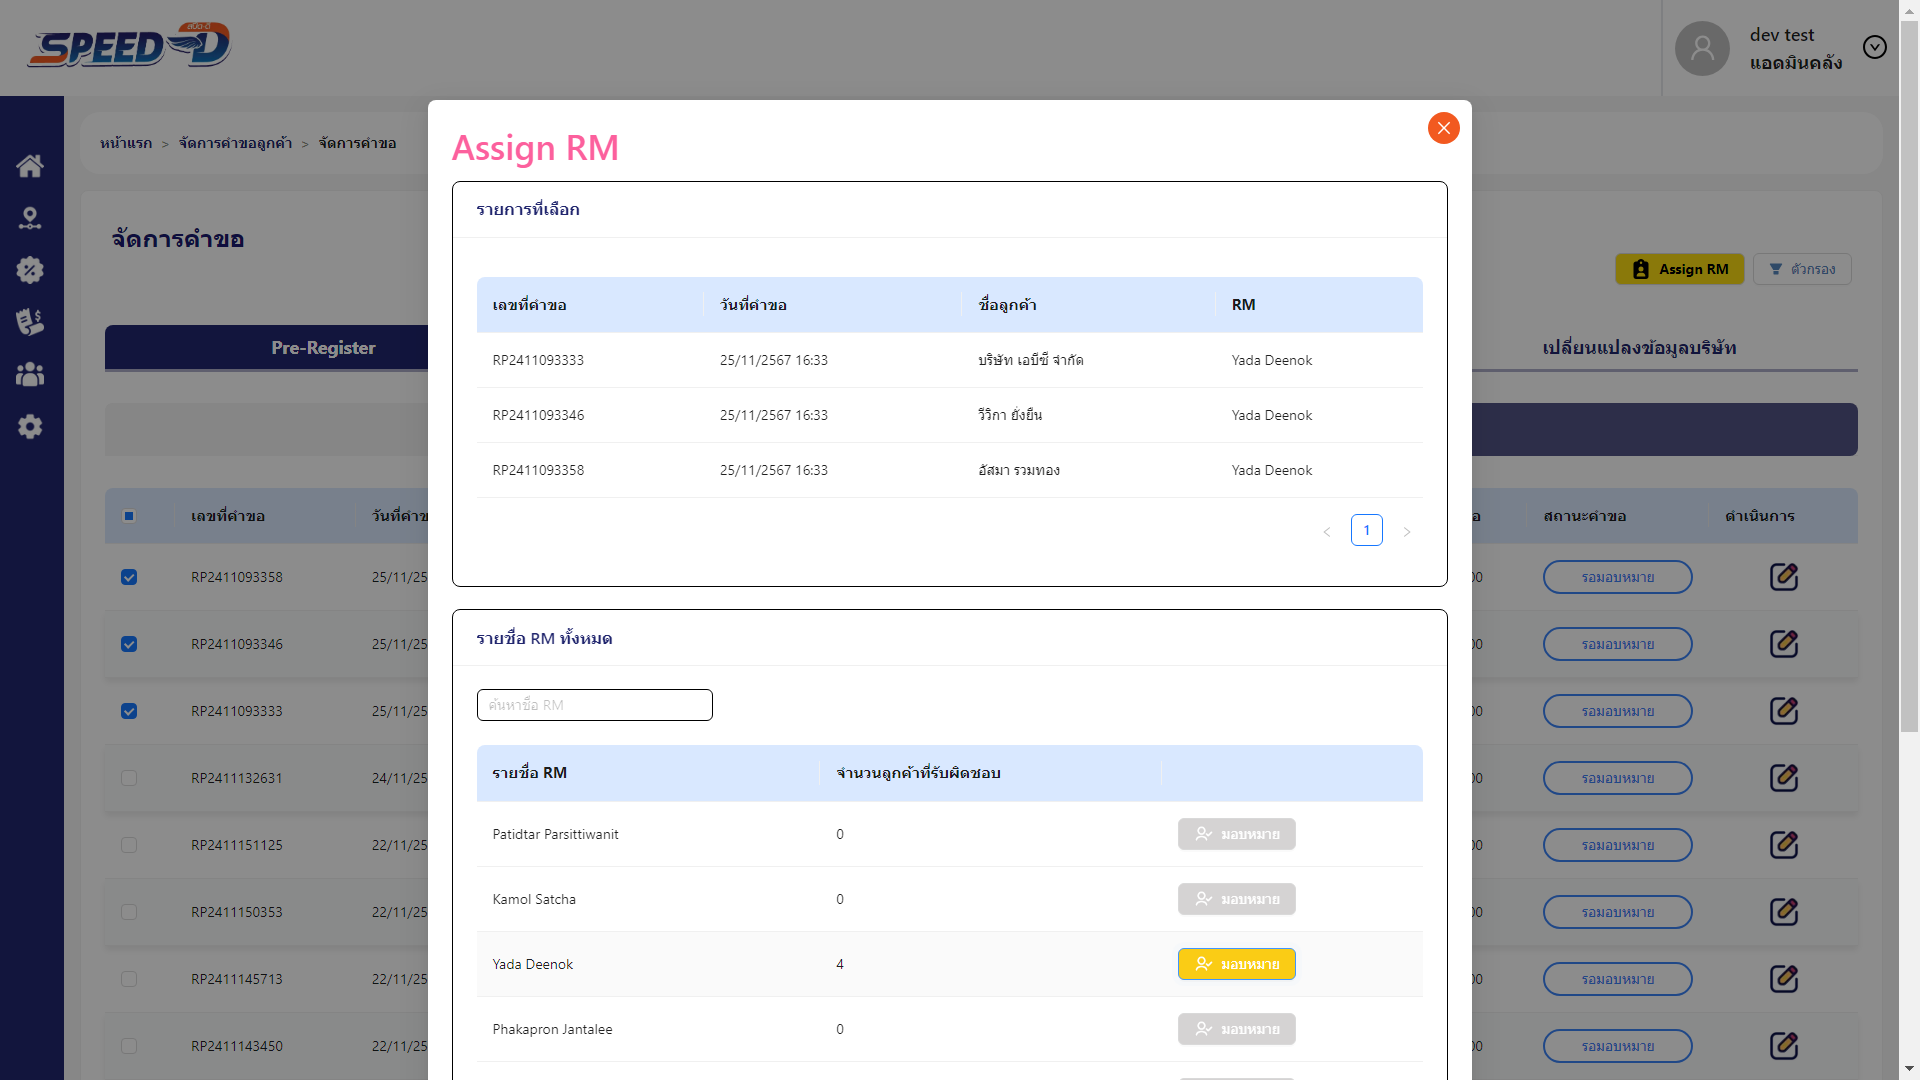 สปีด-ดี
SPEED-D
dev test
แอดมินคลัง
หน้าแรก > จัดการคำขอลูกค้า > จัดการคำขอ
จัดการคำขอ
Assign RM
ตัวกรอง
Pre-Register
เปลี่ยนแปลงข้อมูลบริษัท
เลขที่คำขอ
สถานะคำขอ
ดำเนินการ
RP2411093358 25/11/25 00 รอมอบหมาย
RP2411093346 25/11/25 00 รอมอบหมาย
RP2411093333 25/11/25 00 รอมอบหมาย
RP2411132631 24/11/25 00 รอมอบหมาย
RP2411151125 22/11/25 00 รอมอบหมาย
RP2411150353 22/11/25 00 รอมอบหมาย
RP2411145713 22/11/25 00 รอมอบหมาย
RP2411143450 22/11/25 00 รอมอบหมาย
Assign RM
รายการที่เลือก
เลขที่คำขอ วันที่คำขอ ชื่อลูกค้า RM
RP2411093333 25/11/2567 16:33 บริษัท เอบีซี จำกัด Yada Deenok
RP2411093346 25/11/2567 16:33 วีวิกา ยั่งยืน Yada Deenok
RP2411093358 25/11/2567 16:33 อัสมา รวมทอง Yada Deenok
< 1 >
รายชื่อ RM ทั้งหมด
ค้นหาชื่อ RM
รายชื่อ RM จำนวนลูกค้าที่รับผิดชอบ
Patidtar Parsittiwanit 0 มอบหมาย
Kamol Satcha 0 มอบหมาย
Yada Deenok 4 มอบหมาย
Phakapron Jantalee 0 มอบหมาย